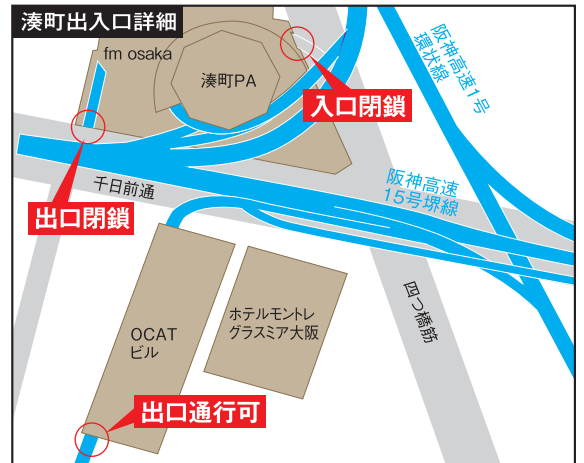 湊町出入口詳細
fm osaka
湊町PA
入口閉鎖
阪神高速1号
環状線
千日前通
出口閉鎖
阪神高速
15号堺線
四つ橋筋
OCAT
ビル
ホテルモントレ
グラスミア大阪
出口通行可